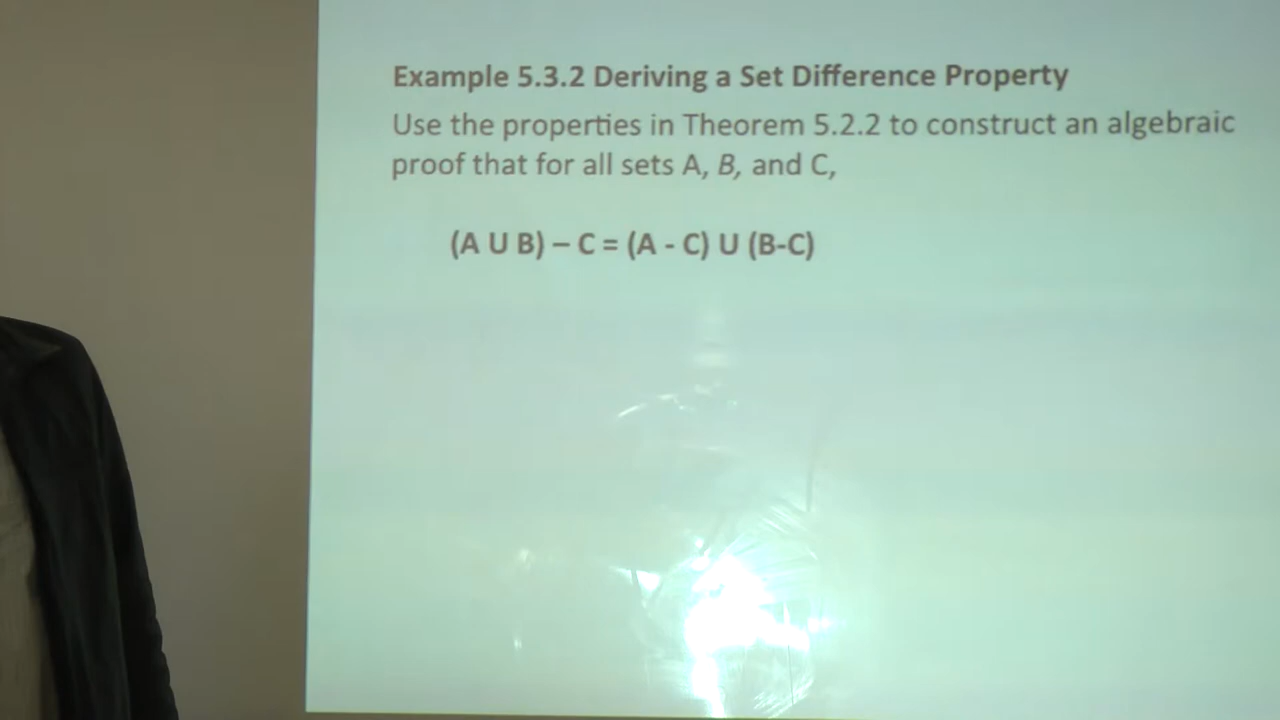 Example 5.3.2 Deriving a Set Difference Property
Use the properties in Theorem 5.2.2 to construct an algebraic
proof that for all sets A, B, and C,
(A U B) – C = (A - C) U (B-C)